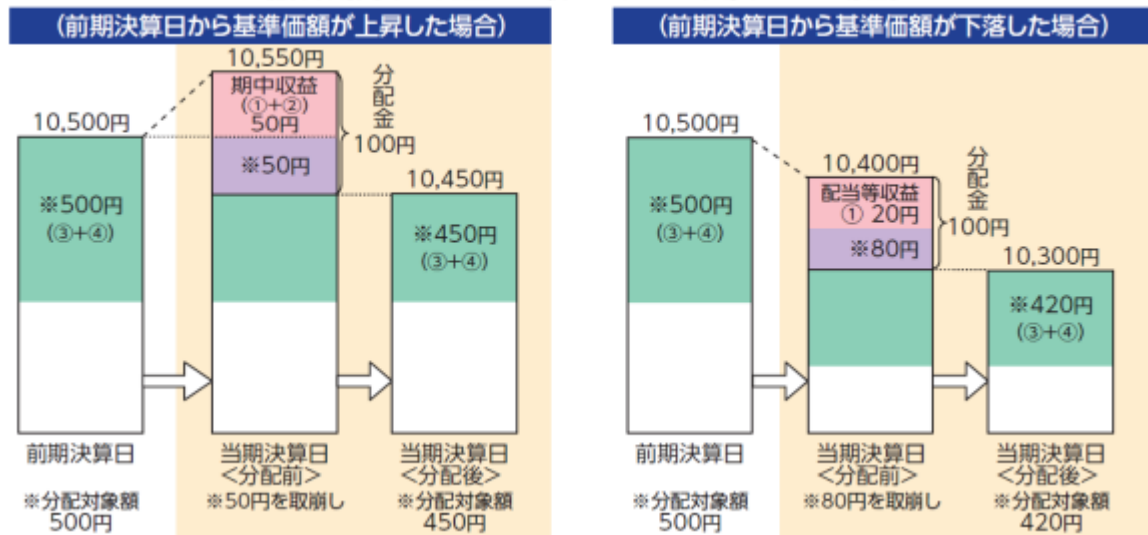 (前期決算日から基準価額が上昇した場合)
10,550円
期中収益
(①+②)
50円
分配金
100円
10,500円
※50円
10,450円
※500円
(③+④)
※450円
(③+④)
前期決算日
当期決算日
<分配前>
当期決算日
<分配後>
※分配対象額
500円
※50円を取崩し
※分配対象額
450円
(前期決算日から基準価額が下落した場合)
10,500円
10,400円
配当等収益
① 20円
分配金
100円
※80円
10,300円
※500円
(③+④)
※420円
(③+④)
前期決算日
当期決算日
<分配前>
当期決算日
<分配後>
※分配対象額
500円
※80円を取崩し
※分配対象額
420円